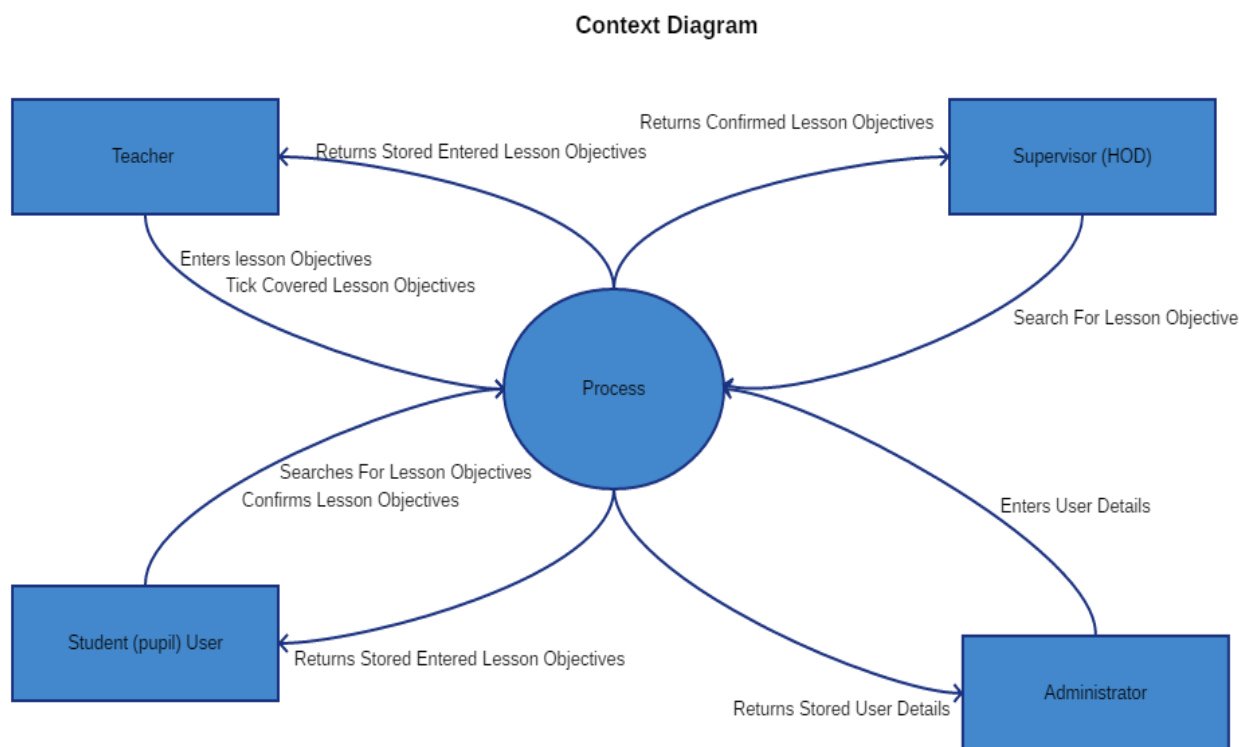 Context Diagram
Returns Confirmed Lesson Objectives
Teacher
Returns Stored Entered Lesson Objectives
Supervisor (HOD)
Enters lesson Objectives
Tick Covered Lesson Objectives
Search For Lesson Objective
Process
Searches For Lesson Objectives
Confirms Lesson Objectives
Enters User Details
Student (pupil) User
Returns Stored Entered Lesson Objectives
Administrator
Returns Stored User Details